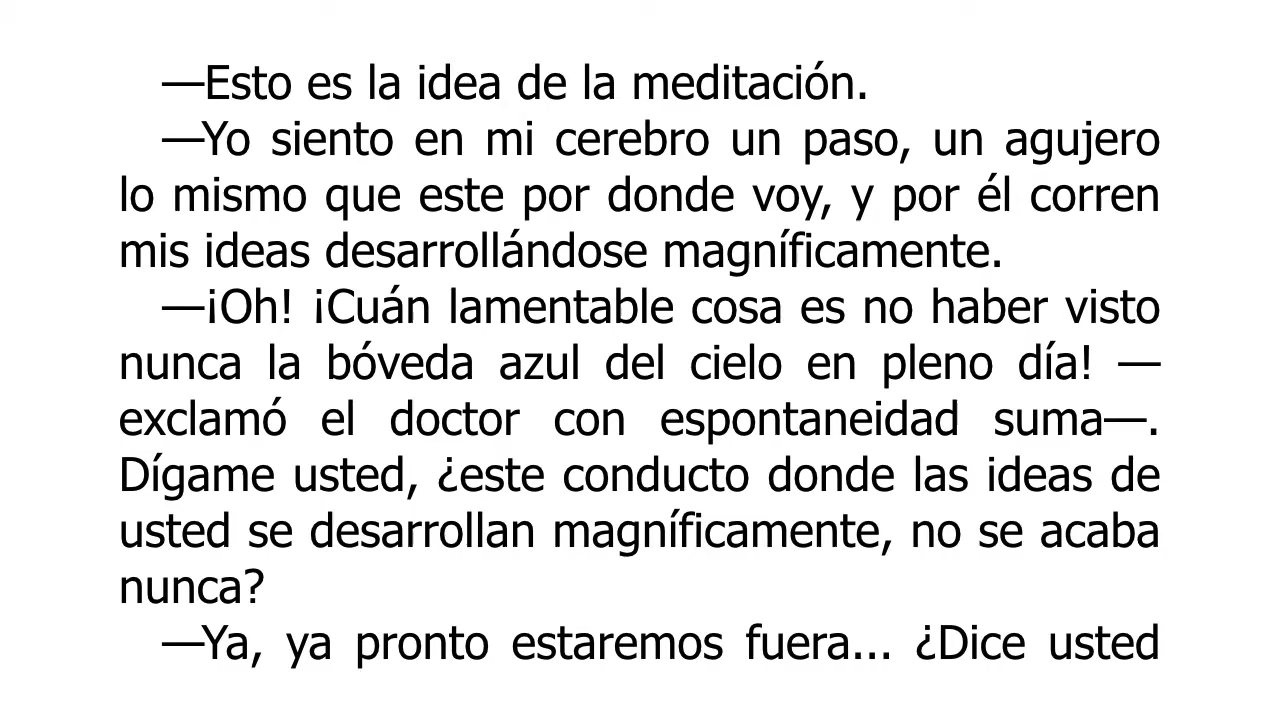 —Esto es la idea de la meditación.
—Yo siento en mi cerebro un paso, un agujero
lo mismo que este por donde voy, y por él corren
mis ideas desarrollándose magníficamente.
—¡Oh! ¡Cuán lamentable cosa es no haber visto
nunca la bóveda azul del cielo en pleno día! —
exclamó el doctor con espontaneidad suma—.
Dígame usted, ¿este conducto donde las ideas de
usted se desarrollan magníficamente, no se acaba
nunca?
—Ya, ya pronto estaremos fuera... ¿Dice usted